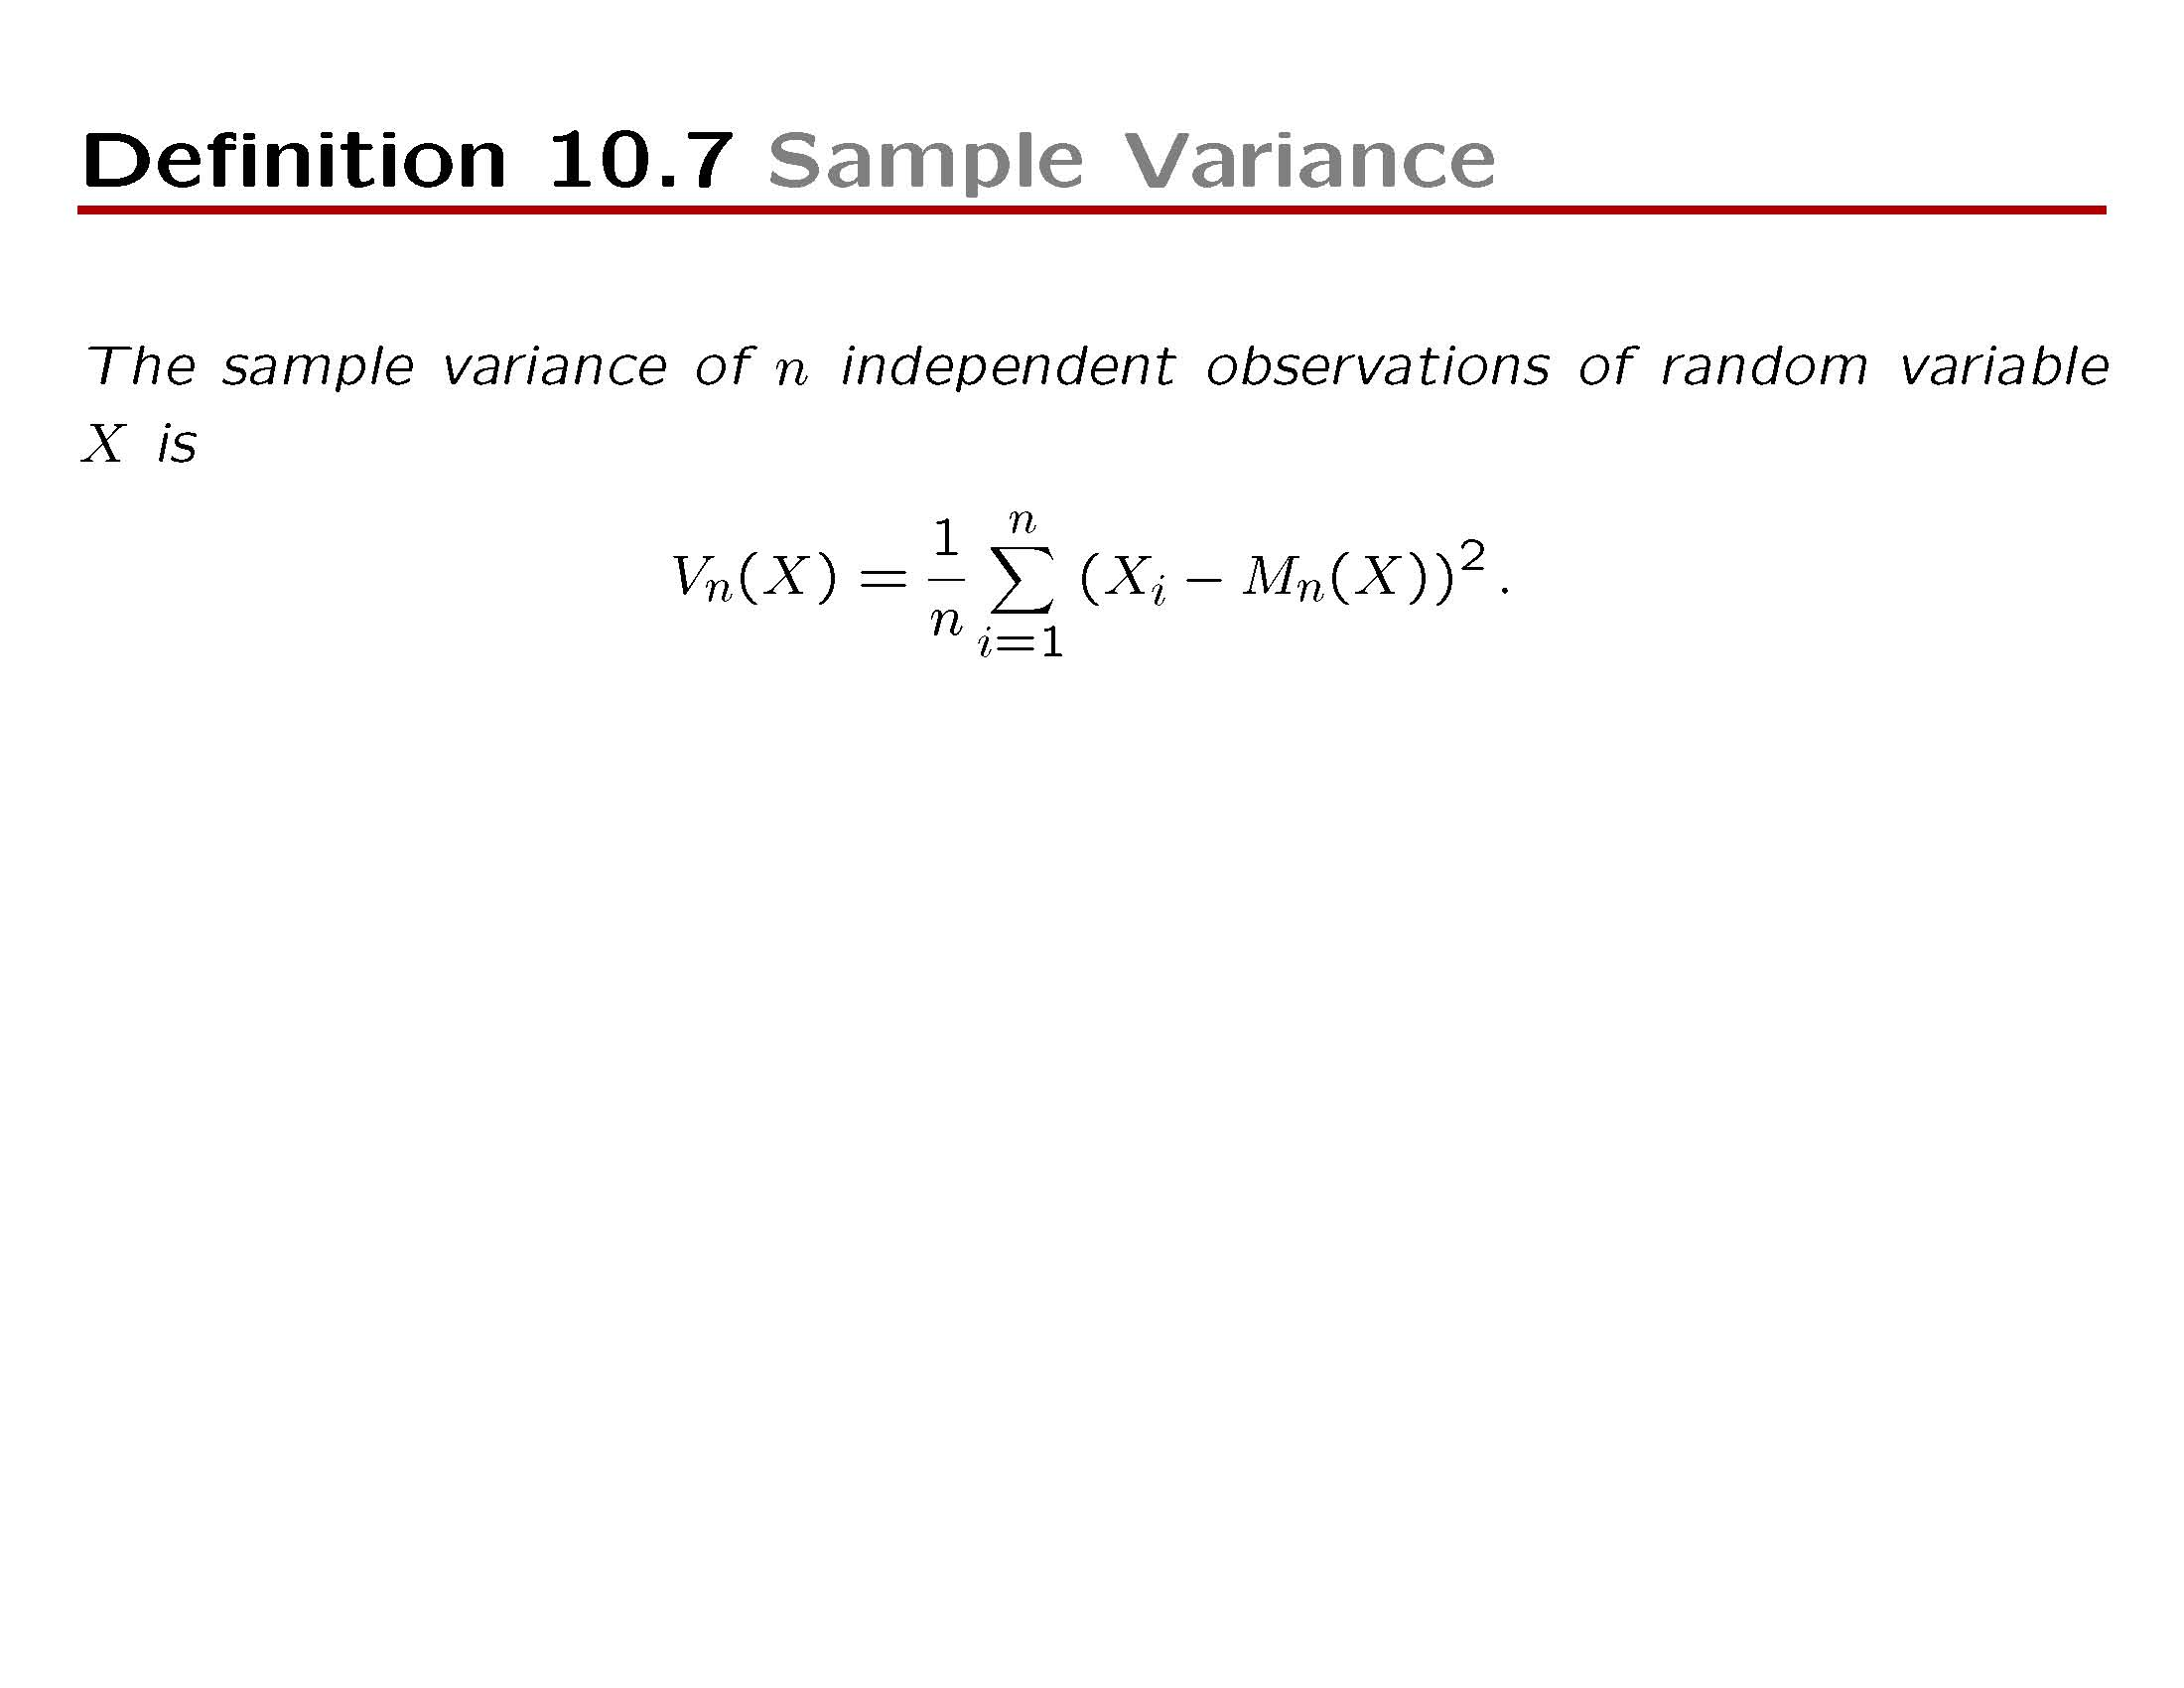 Definition 10.7 Sample Variance
The sample variance of n independent observations of random variable
X is
$V_n(X) = \frac{1}{n} \sum_{i=1}^{n} (X_i - M_n(X))^2 .$